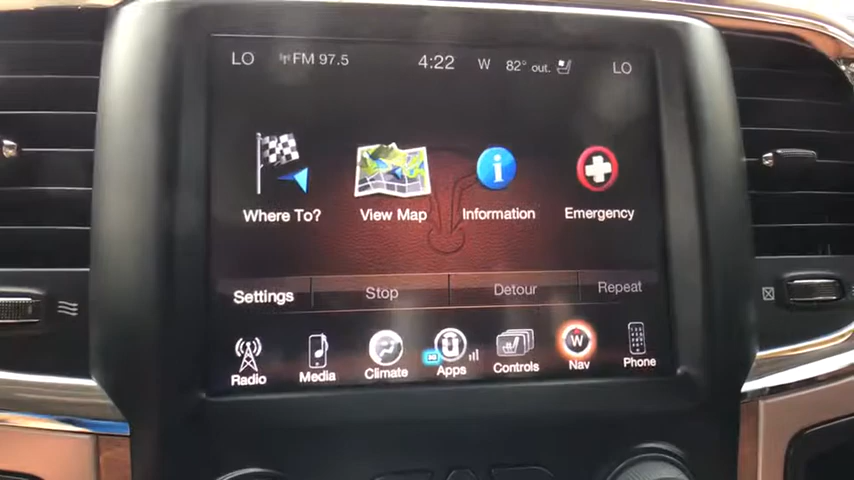 LO FM 97.5 4:22 W 82° out. LO
Where To? View Map Information Emergency
Settings Stop Detour Repeat
W
Radio Media Climate Apps Controls Nav Phone